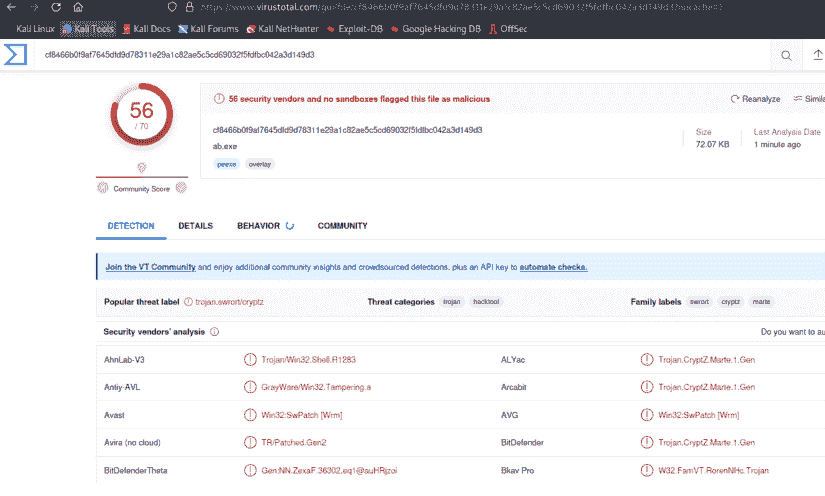 Kali Linux Kali Tools Kali Docs Kali Forums Kali NetHunter Exploit-DB Google Hacking DB OffSec
56
/ 70
Community Score
56 security vendors and no sandboxes flagged this file as malicious
Reanalyze
ab.exe
peexe overlay
Size
72.07 KB
Last Analysis Date
1 minute ago
DETECTION DETAILS BEHAVIOR COMMUNITY
Join the VT Community and enjoy additional community insights and crowdsourced detections, plus an API key to automate checks.
Popular threat label trojan.swrort/cryptz Threat categories trojan hacktool Family labels swrort cryptz marte
Security vendors' analysis Do you want to au
AhnLab-V3 Trojan/Win32.Shell.R1283 ALYac Trojan.CryptZ.Marte.1.Gen
Antiy-AVL GrayWare/Win32.Tampering.a Arcabit Trojan.CryptZ.Marte.1.Gen
Avast Win32:SwPatch [Wrm] AVG Win32:SwPatch [Wrm]
Avira (no cloud) TR/Patched.Gen2 BitDefender Trojan.CryptZ.Marte.1.Gen
BitDefenderTheta Bkav Pro W32.FamVT.RorenNHc.Trojan